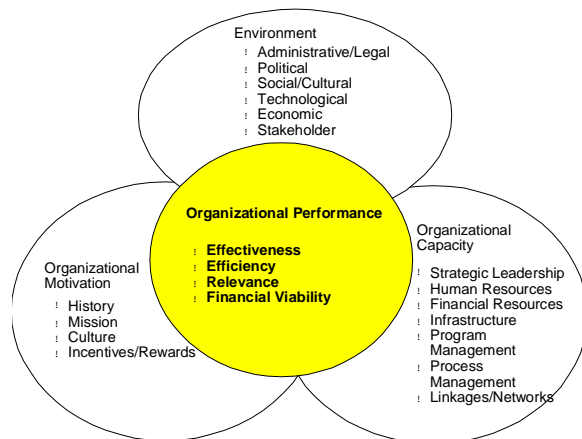 Environment
! Administrative/Legal
! Political
! Social/Cultural
! Technological
! Economic
! Stakeholder
Organizational Performance
! Effectiveness
! Efficiency
! Relevance
! Financial Viability
Organizational
Motivation
! History
! Mission
! Culture
! Incentives/Rewards
Organizational
Capacity
! Strategic Leadership
! Human Resources
! Financial Resources
! Infrastructure
! Program
Management
! Process
Management
! Linkages/Networks